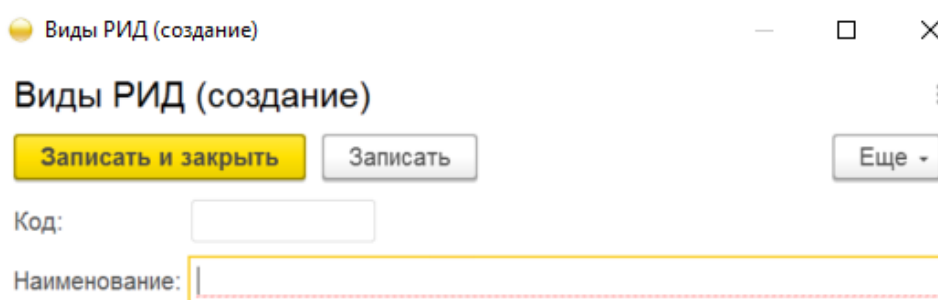 Виды РИД (создание)
Виды РИД (создание)
Записать и закрыть Записать Еще
Код:
Наименование: